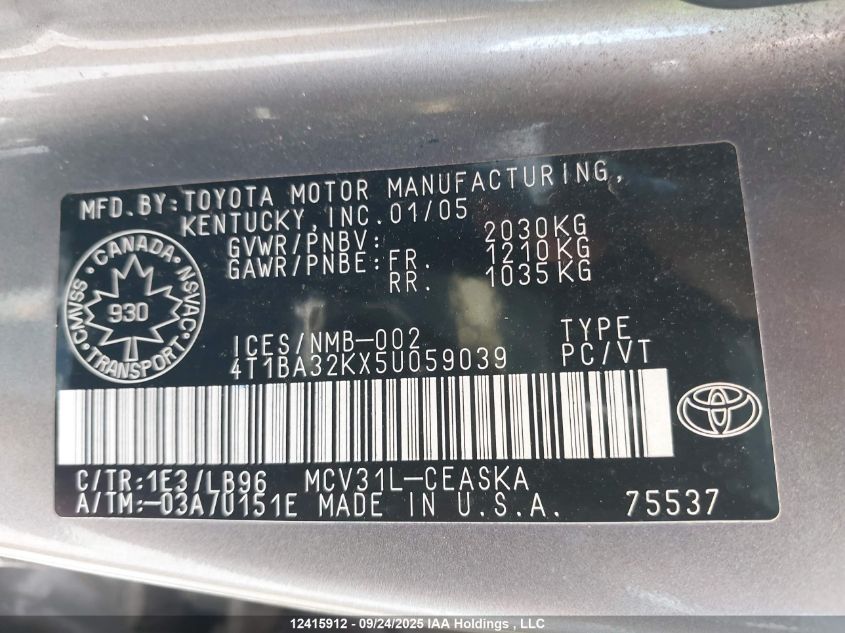 MFD. BY: TOYOTA MOTOR MANUFACTURING,
KENTUCKY, INC. 01/05
GVWR/PNBV: 2030KG
GAWR/PNBE: FR. 1210KG
RR. 1035KG
CANADA
CMVSS
NSVAC
930
TRANSPORT
ICES/NMB-002 TYPE
4T1BA32KX5U059039 PC/VT
C/TR: 1E3/LB96 MCV31L-CEASKA
A/TM: -03A/U151E MADE IN U.S.A. 75537
12415912 - 09/24/2025 IAA Holdings , LLC